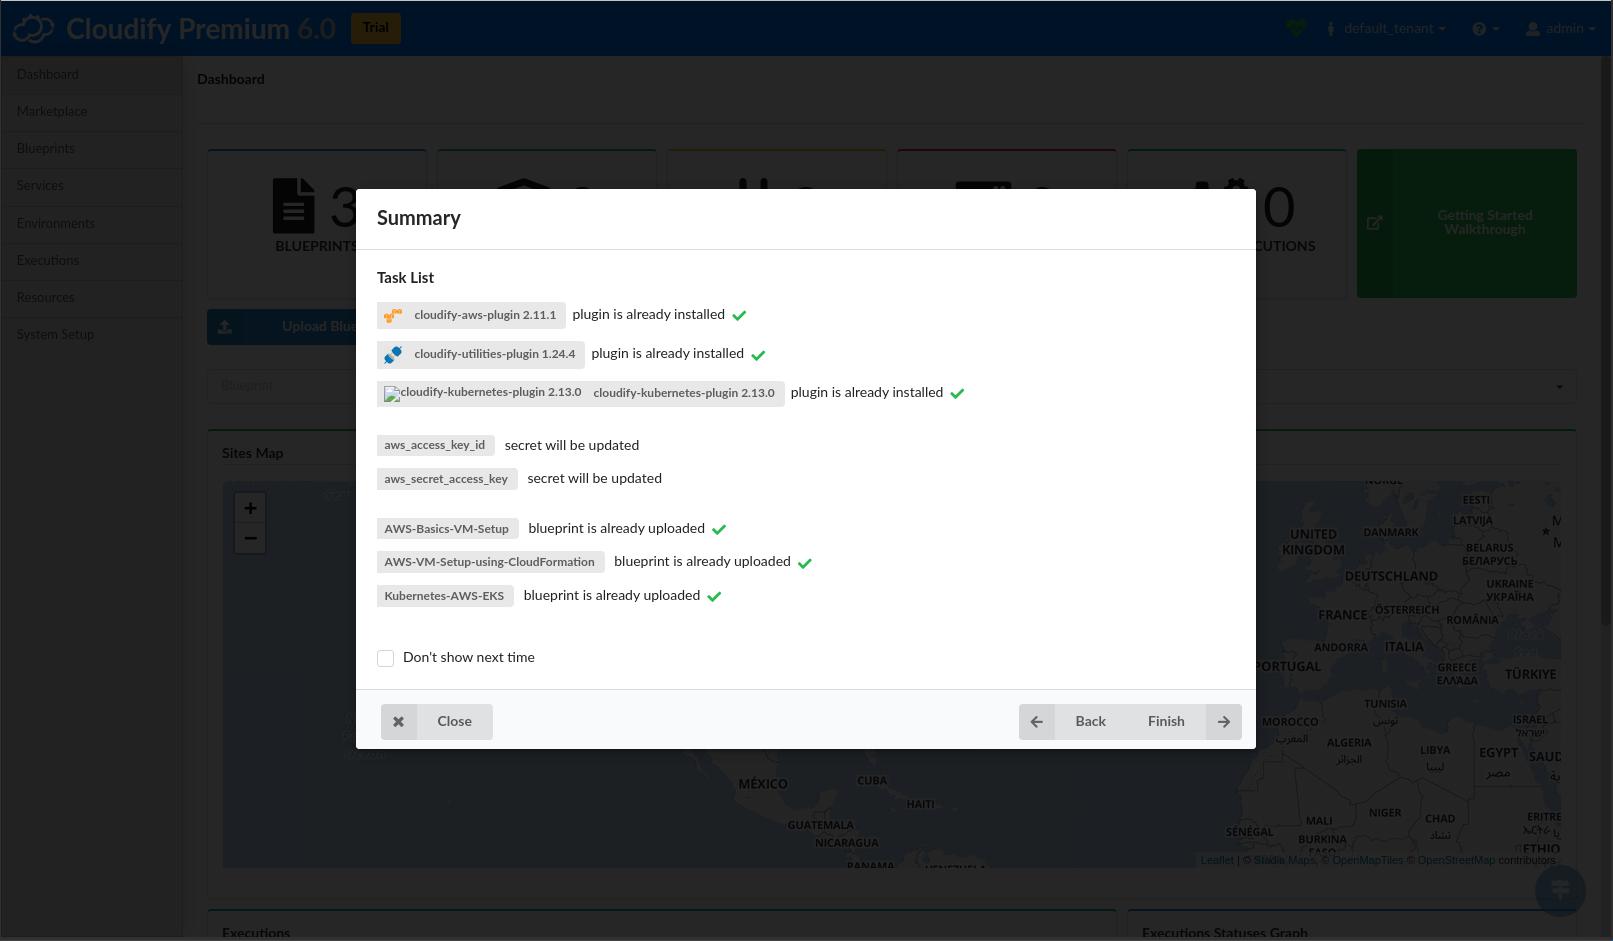 Cloudify Premium 6.0 Trial
default_tenant
admin
Dashboard
Marketplace
Blueprints
Services
Environments
Executions
Resources
System Setup
Dashboard
3
BLUEPRINTS
0
CUTIONS
Getting Started
Walkthrough
Upload Blue
Blueprint
Summary
Task List
cloudify-aws-plugin 2.11.1 plugin is already installed
cloudify-utilities-plugin 1.24.4 plugin is already installed
cloudify-kubernetes-plugin 2.13.0 cloudify-kubernetes-plugin 2.13.0 plugin is already installed
aws_access_key_id secret will be updated
aws_secret_access_key secret will be updated
AWS-Basics-VM-Setup blueprint is already uploaded
AWS-VM-Setup-using-CloudFormation blueprint is already uploaded
Kubernetes-AWS-EKS blueprint is already uploaded
Don't show next time
Close
Back
Finish
Sites Map
+
−
NORGE
EESTI
LATVIJA
UNITED
KINGDOM
DANMARK
BELARUS
БЕЛАРУСЬ
DEUTSCHLAND
UKRAINE
УКРАЇНА
FRANCE
ÖSTERREICH
ROMÂNIA
ANDORRA
ITALIA
PORTUGAL
GREECE
ΕΛΛΆΔΑ
TÜRKIYE
TUNISIA
تونس
MOROCCO
المغرب
ISRAEL
ישראל
ALGERIA
الجزائر
LIBYA
ليبيا
EGYPT
مصر
SAUD
MÉXICO
CUBA
HAITI
GUATEMALA
NICARAGUA
PANAMA
VENEZUELA
MALI
NIGER
CHAD
تشاد
SÉNÉGAL
BURKINA
FASO
ERITRE
ETHIO
Leaflet | © Stadia Maps, © OpenMapTiles © OpenStreetMap contributors
Executions
Executions Statuses Graph